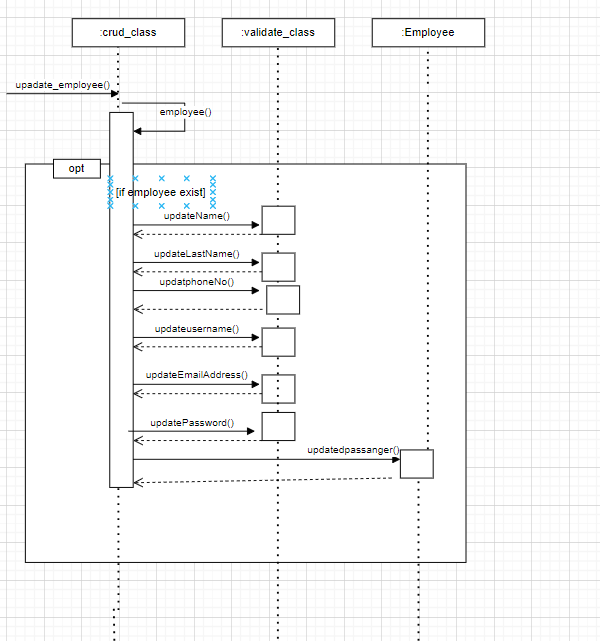 :crud_class
:validate_class
:Employee
upadate_employee()
employee()
opt
[if employee exist]
updateName()
updateLastName()
updatphoneNo()
updateusername()
updateEmailAddress()
updatePassword()
updatedpassanger()